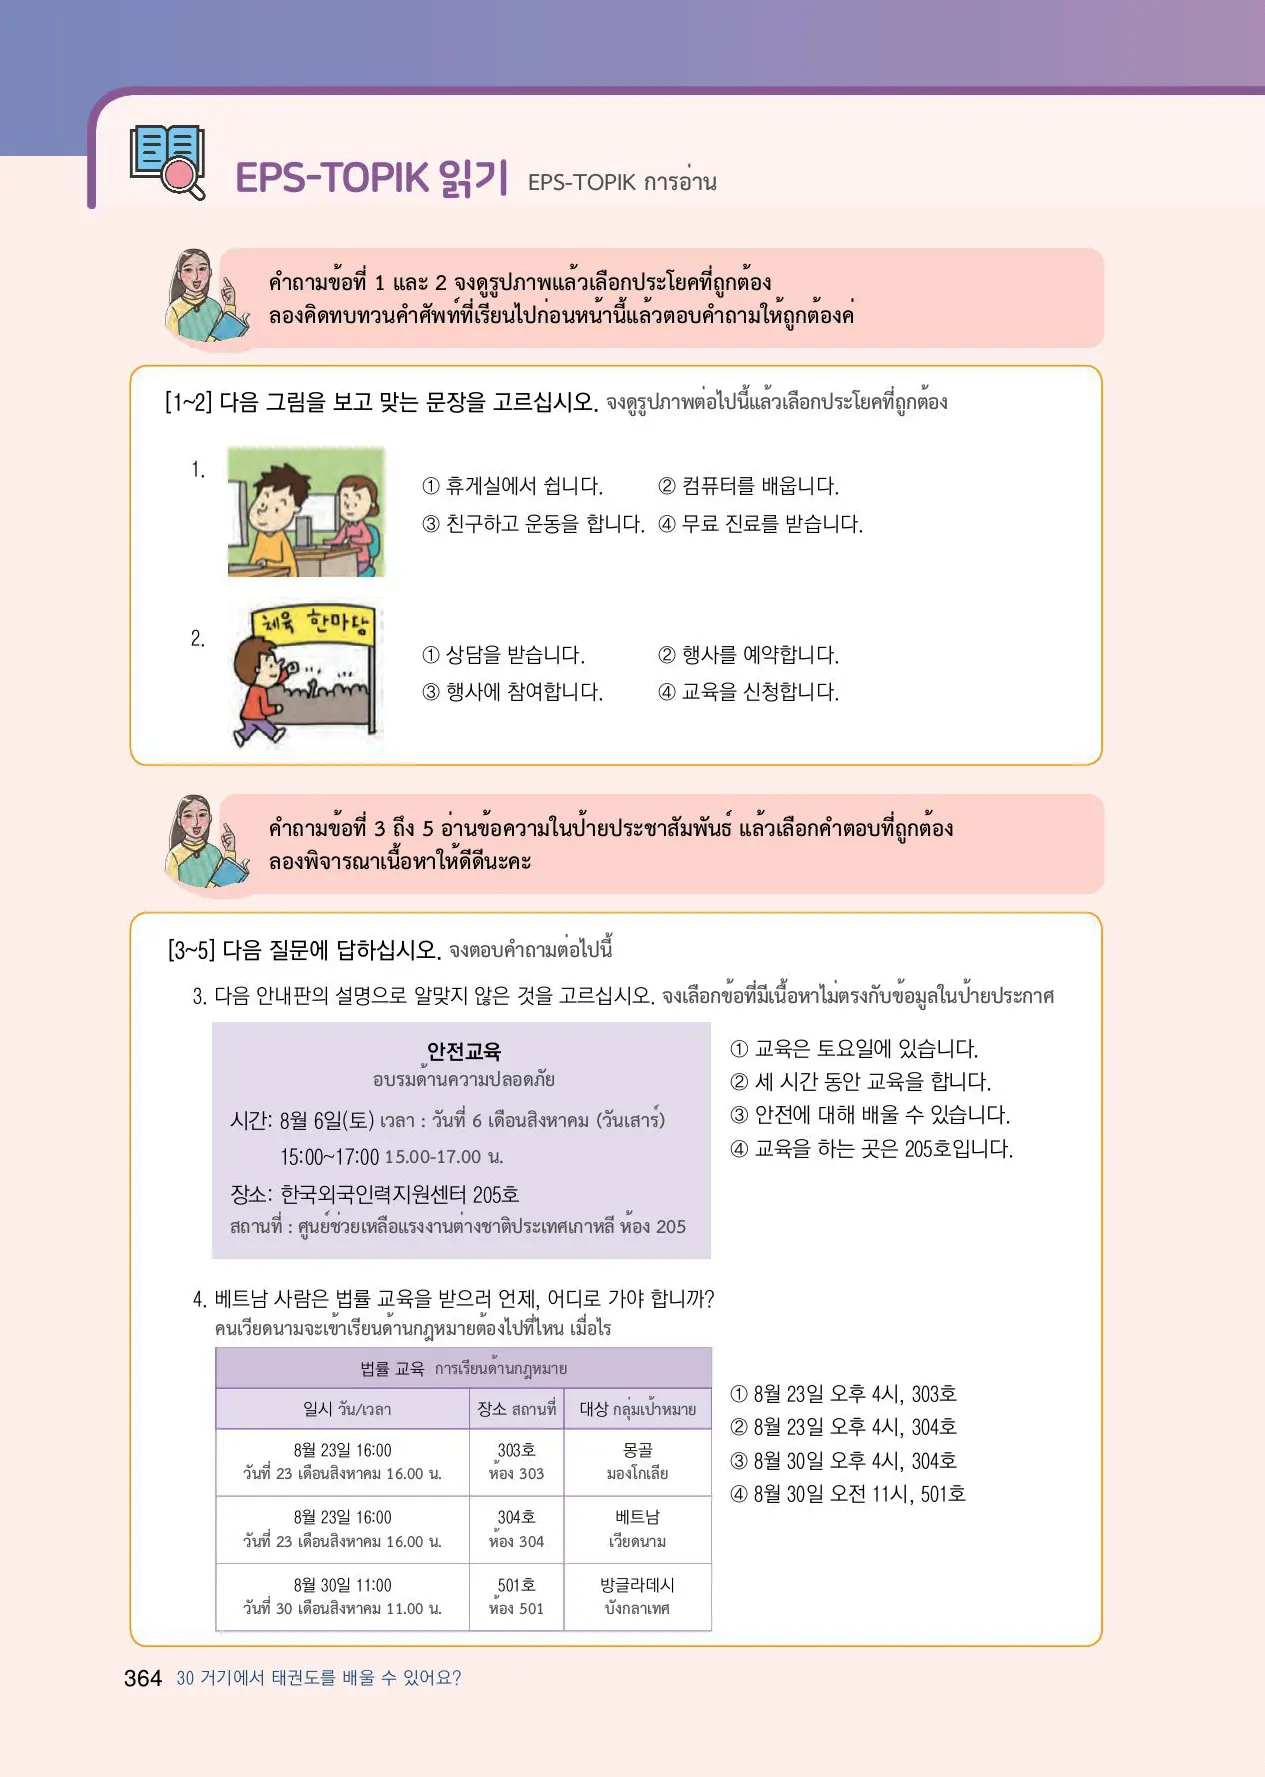 EPS-TOPIK 읽기 EPS-TOPIK การอ่าน
คำถามข้อที่ 1 และ 2 จงดูรูปภาพแล้วเลือกประโยคที่ถูกต้อง
ลองคิดทบทวนคำศัพท์ที่เรียนไปก่อนหน้านี้แล้วตอบคำถามให้ถูกต้องค่
[1~2] 다음 그림을 보고 맞는 문장을 고르십시오. จงดูรูปภาพต่อไปนี้แล้วเลือกประโยคที่ถูกต้อง
1.
① 휴게실에서 쉽니다. ② 컴퓨터를 배웁니다.
③ 친구하고 운동을 합니다. ④ 무료 진료를 받습니다.
2.
체육 한마당
① 상담을 받습니다. ② 행사를 예약합니다.
③ 행사에 참여합니다. ④ 교육을 신청합니다.
คำถามข้อที่ 3 ถึง 5 อ่านข้อความในป้ายประชาสัมพันธ์ แล้วเลือกคำตอบที่ถูกต้อง
ลองพิจารณาเนื้อหาให้ดีดีนะคะ
[3~5] 다음 질문에 답하십시오. จงตอบคำถามต่อไปนี้
3. 다음 안내판의 설명으로 알맞지 않은 것을 고르십시오. จงเลือกข้อที่มีเนื้อหาไม่ตรงกับข้อมูลในป้ายประกาศ
안전교육
อบรมด้านความปลอดภัย
시간: 8월 6일(토) เวลา : วันที่ 6 เดือนสิงหาคม (วันเสาร์)
15:00~17:00 15.00-17.00 น.
장소: 한국외국인력지원센터 205호
สถานที่ : ศูนย์ช่วยเหลือแรงงานต่างชาติประเทศเกาหลี ห้อง 205
① 교육은 토요일에 있습니다.
② 세 시간 동안 교육을 합니다.
③ 안전에 대해 배울 수 있습니다.
④ 교육을 하는 곳은 205호입니다.
4. 베트남 사람은 법률 교육을 받으러 언제, 어디로 가야 합니까?
คนเวียดนามจะเข้าเรียนด้านกฎหมายต้องไปที่ไหน เมื่อไร
법률 교육 การเรียนด้านกฎหมาย
일시 วัน/เวลา 장소 สถานที่ 대상 กลุ่มเป้าหมาย
8월 23일 16:00 303호 몽골
วันที่ 23 เดือนสิงหาคม 16.00 น. ห้อง 303 มองโกเลีย
8월 23일 16:00 304호 베트남
วันที่ 23 เดือนสิงหาคม 16.00 น. ห้อง 304 เวียดนาม
8월 30일 11:00 501호 방글라데시
วันที่ 30 เดือนสิงหาคม 11.00 น. ห้อง 501 บังกลาเทศ
① 8월 23일 오후 4시, 303호
② 8월 23일 오후 4시, 304호
③ 8월 30일 오후 4시, 304호
④ 8월 30일 오전 11시, 501호
364 30 거기에서 태권도를 배울 수 있어요?